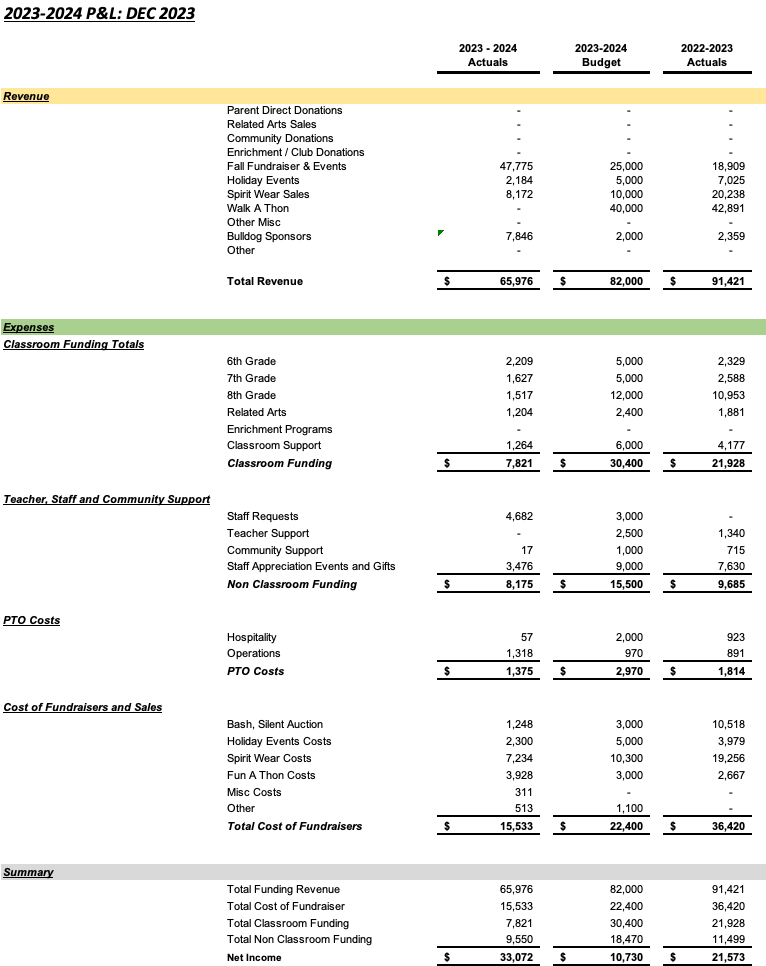 2023-2024 P&L: DEC 2023
2023 - 2024 2023-2024 2022-2023
Actuals Budget Actuals
Revenue
Parent Direct Donations - - -
Related Arts Sales - - -
Community Donations - - -
Enrichment / Club Donations - - -
Fall Fundraiser & Events 47,775 25,000 18,909
Holiday Events 2,184 5,000 7,025
Spirit Wear Sales 8,172 10,000 20,238
Walk A Thon - 40,000 42,891
Other Misc - - -
Bulldog Sponsors 7,846 2,000 2,359
Other - - -
Total Revenue $ 65,976 $ 82,000 $ 91,421
Expenses
Classroom Funding Totals
6th Grade 2,209 5,000 2,329
7th Grade 1,627 5,000 2,588
8th Grade 1,517 12,000 10,953
Related Arts 1,204 2,400 1,881
Enrichment Programs - - -
Classroom Support 1,264 6,000 4,177
Classroom Funding $ 7,821 $ 30,400 $ 21,928
Teacher, Staff and Community Support
Staff Requests 4,682 3,000 -
Teacher Support - 2,500 1,340
Community Support 17 1,000 715
Staff Appreciation Events and Gifts 3,476 9,000 7,630
Non Classroom Funding $ 8,175 $ 15,500 $ 9,685
PTO Costs
Hospitality 57 2,000 923
Operations 1,318 970 891
PTO Costs $ 1,375 $ 2,970 $ 1,814
Cost of Fundraisers and Sales
Bash, Silent Auction 1,248 3,000 10,518
Holiday Events Costs 2,300 5,000 3,979
Spirit Wear Costs 7,234 10,300 19,256
Fun A Thon Costs 3,928 3,000 2,667
Misc Costs 311 - -
Other 513 1,100 -
Total Cost of Fundraisers $ 15,533 $ 22,400 $ 36,420
Summary
Total Funding Revenue 65,976 82,000 91,421
Total Cost of Fundraiser 15,533 22,400 36,420
Total Classroom Funding 7,821 30,400 21,928
Total Non Classroom Funding 9,550 18,470 11,499
Net Income $ 33,072 $ 10,730 $ 21,573